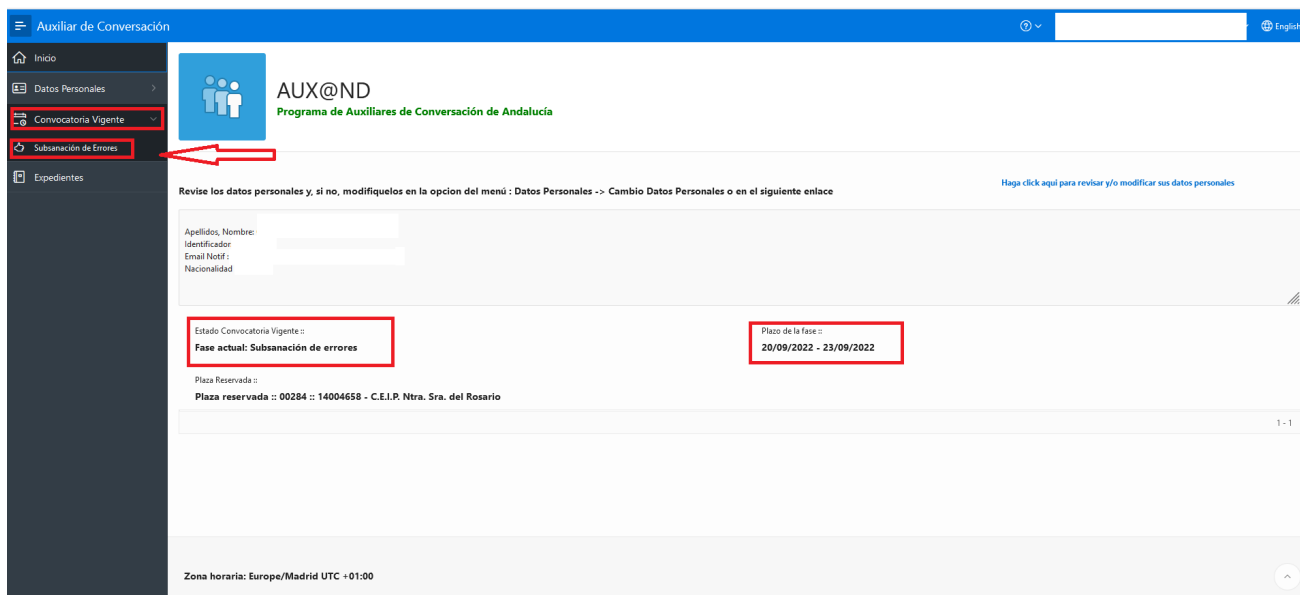 Auxiliar de Conversación
English
Inicio
Datos Personales
Convocatoria Vigente
Subsanación de Errores
Expedientes
AUX@ND
Programa de Auxiliares de Conversación de Andalucía
Revise los datos personales y, si no, modifiquelos en la opcion del menú : Datos Personales -> Cambio Datos Personales o en el siguiente enlace
Haga click aqui para revisar y/o modificar sus datos personales
Apellidos, Nombre:
Identificador
Email Notif :
Nacionalidad
Estado Convocatoria Vigente ::
Fase actual: Subsanación de errores
Plazo de la fase ::
20/09/2022 - 23/09/2022
Plaza Reservada ::
Plaza reservada :: 00284 :: 14004658 - C.E.I.P. Ntra. Sra. del Rosario
1 - 1
Zona horaria: Europe/Madrid UTC +01:00